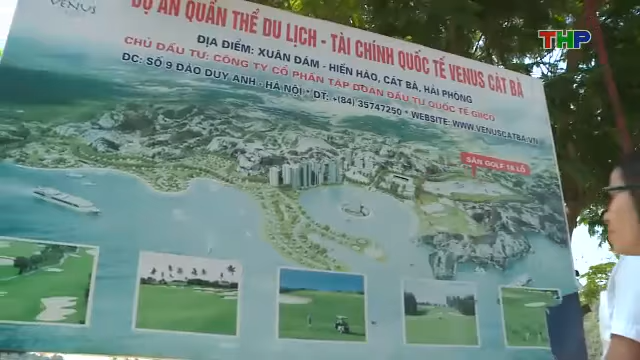 VENUS
THP
DỰ ÁN QUẦN THỂ DU LỊCH - TÀI CHÍNH QUỐC TẾ VENUS CÁT BÀ
ĐỊA ĐIỂM: XUÂN ĐÁM - HIỀN HÀO, CÁT BÀ, HẢI PHÒNG
CHỦ ĐẦU TƯ: CÔNG TY CỔ PHẦN TẬP ĐOÀN ĐẦU TƯ QUỐC TẾ
ĐC: SỐ 9 ĐÀO DUY ANH - HÀ NỘI * ĐT: (84) 35747250 * WEBSITE: WWW.VENUSCATBA.VN
SÂN GOLF 18 LỖ